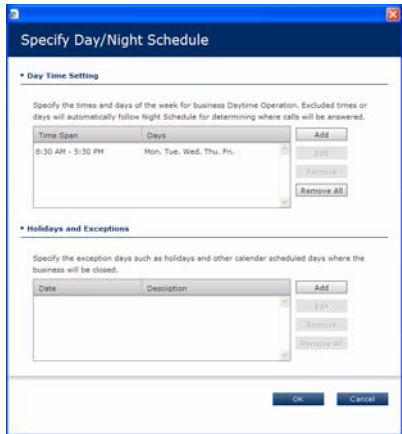 Specify Day/Night Schedule
Day Time Setting
Specify the times and days of the week for business Daytime Operation. Excluded times or
days will automatically follow Night Schedule for determining where calls will be answered.
Time Span Days Add
8:30 AM - 5:30 PM Mon. Tue. Wed. Thu. Fri. Edit
Remove
Remove All
Holidays and Exceptions
Specify the exception days such as holidays and other calendar scheduled days where the
business will be closed.
Date Desciption Add
Edit
Remove
Remove All
OK Cancel